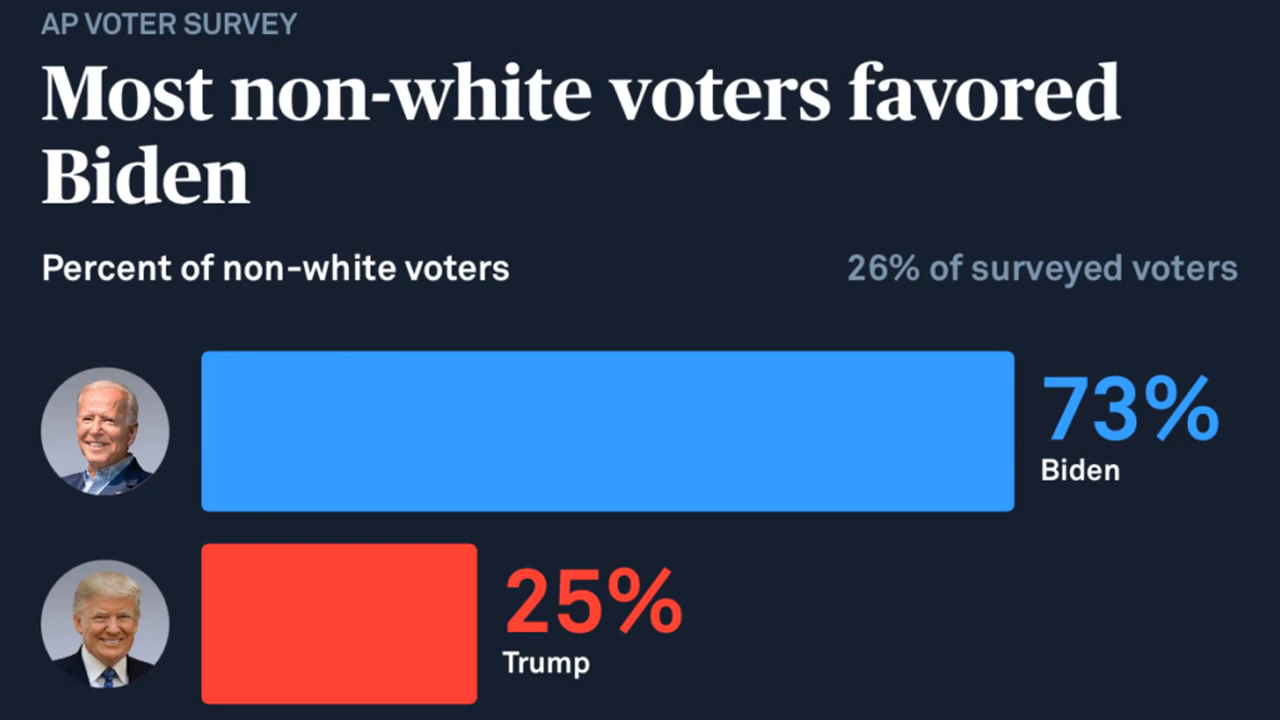 AP VOTER SURVEY
Most non-white voters favored
Biden
Percent of non-white voters
26% of surveyed voters
73%
Biden
25%
Trump